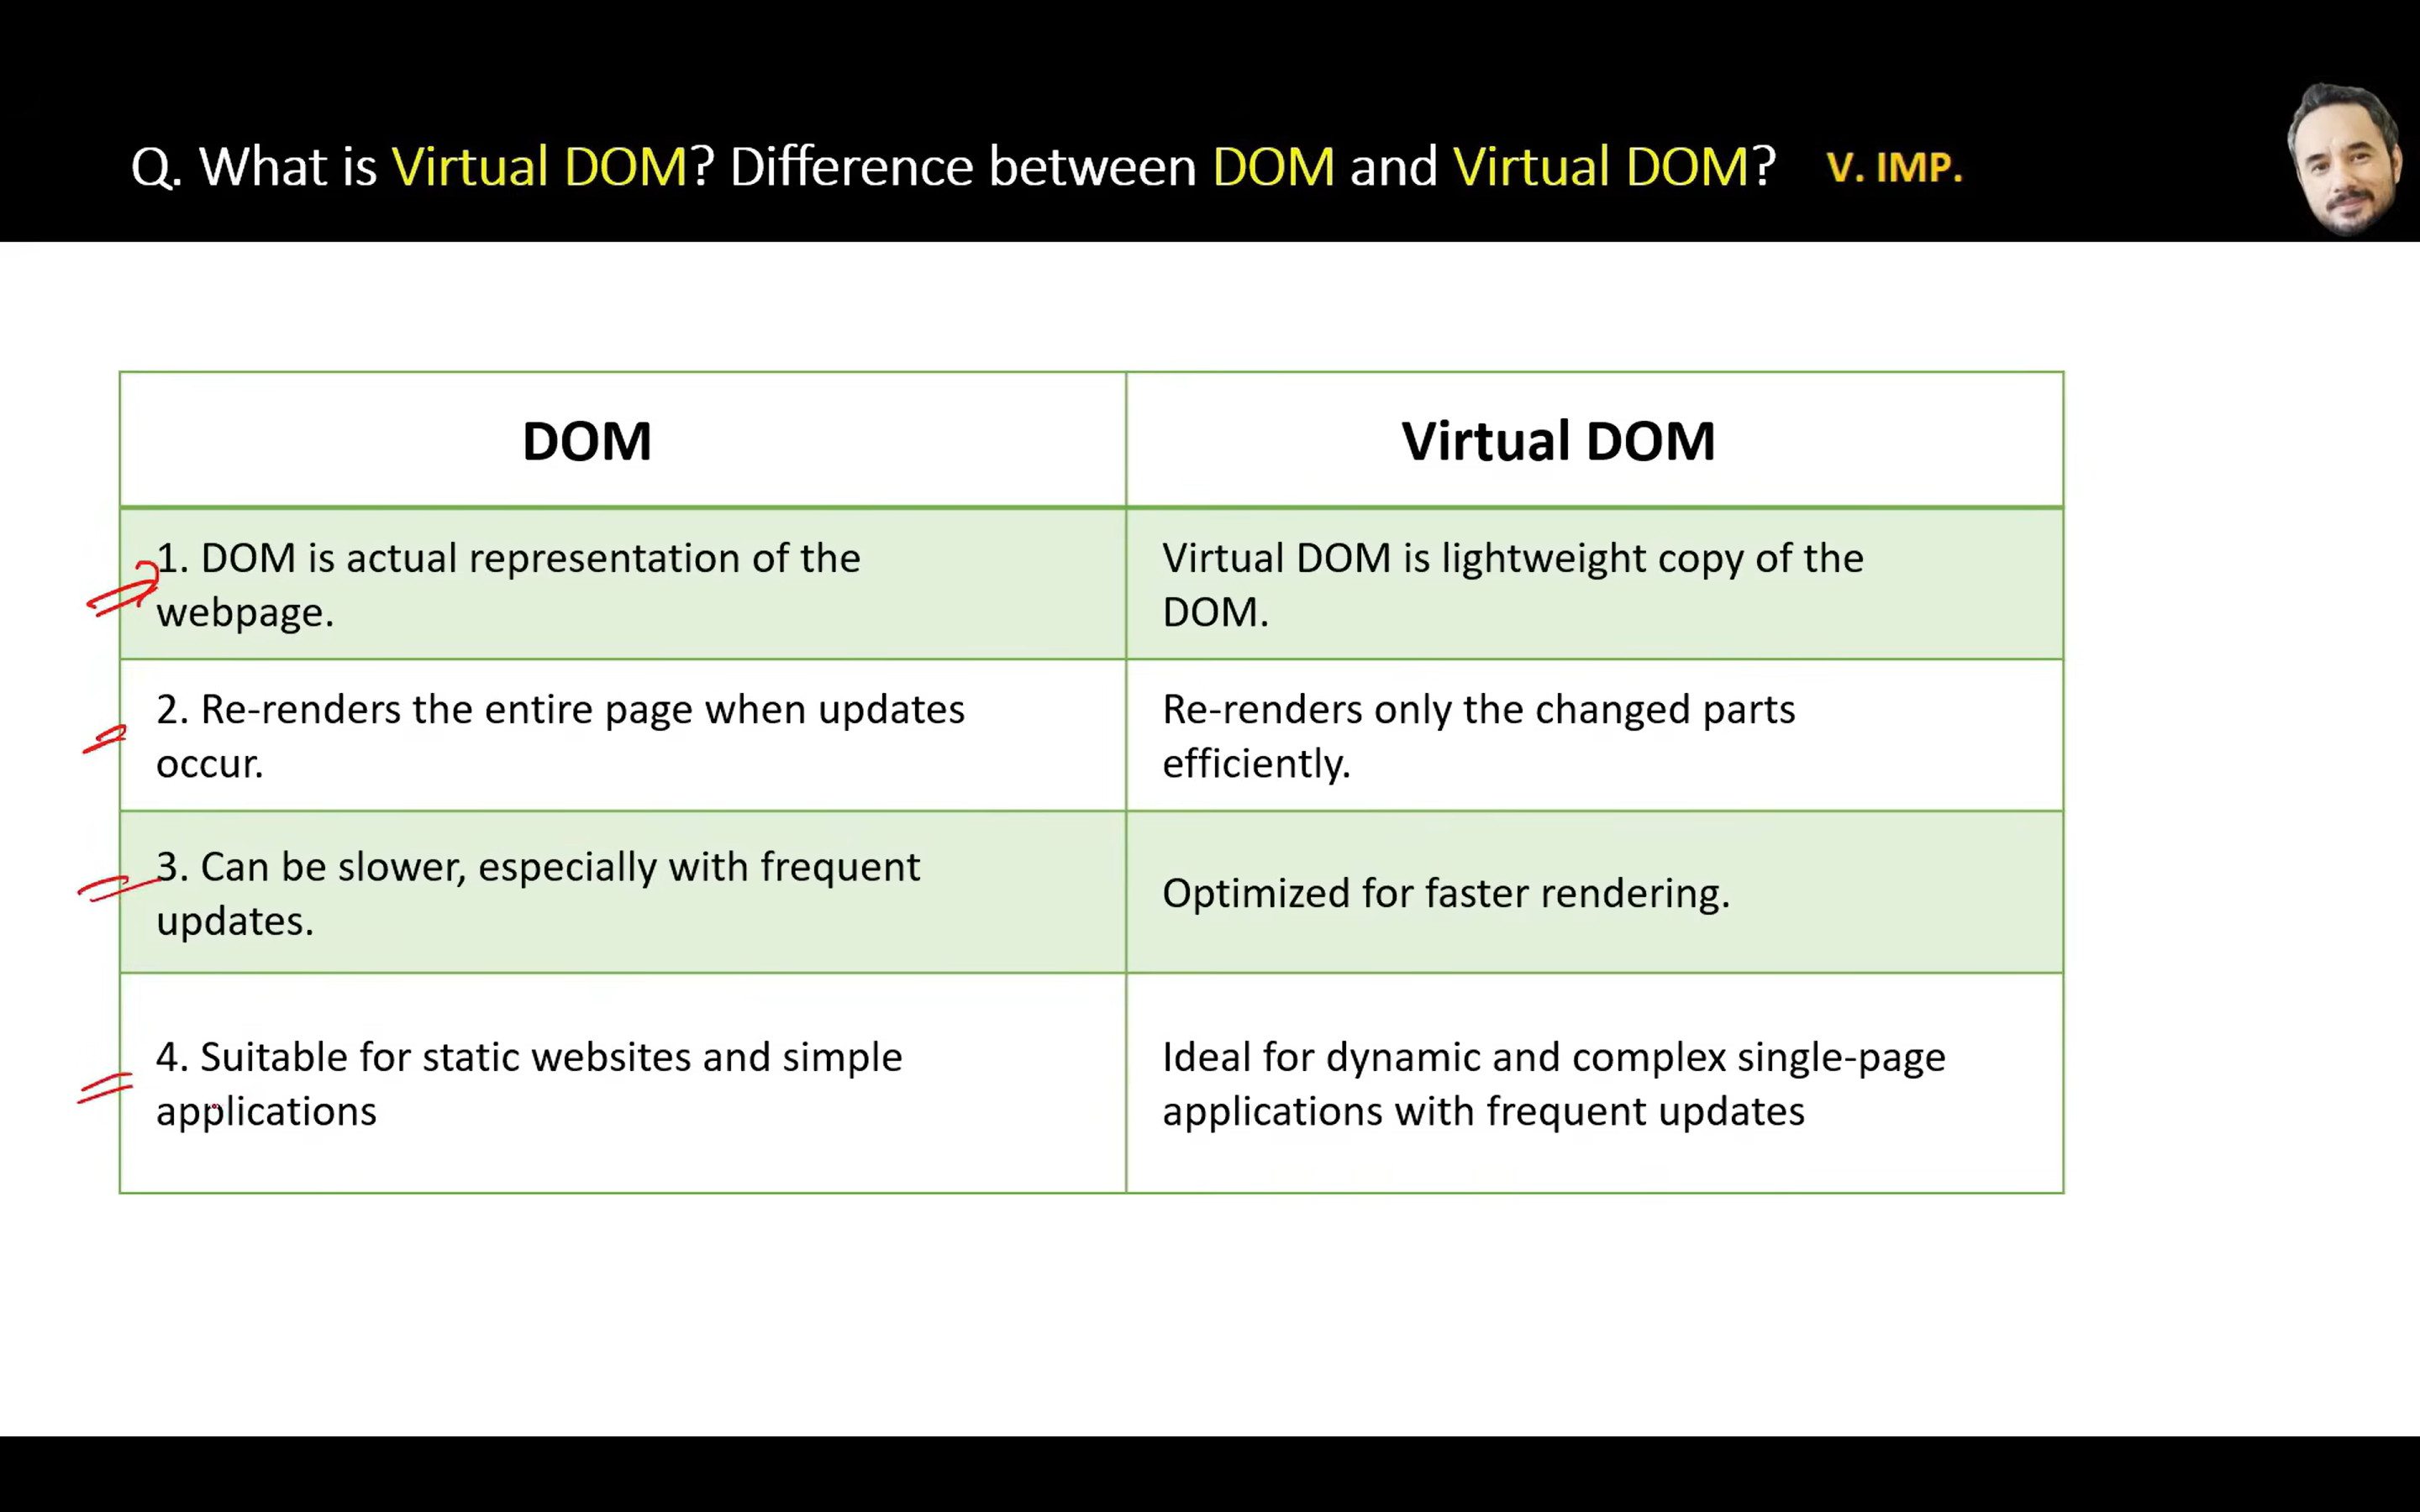 Q. What is Virtual DOM? Difference between DOM and Virtual DOM? V. IMP.
DOM
Virtual DOM
1. DOM is actual representation of the
webpage.
Virtual DOM is lightweight copy of the
DOM.
2. Re-renders the entire page when updates
occur.
Re-renders only the changed parts
efficiently.
3. Can be slower, especially with frequent
updates.
Optimized for faster rendering.
4. Suitable for static websites and simple
applications
Ideal for dynamic and complex single-page
applications with frequent updates